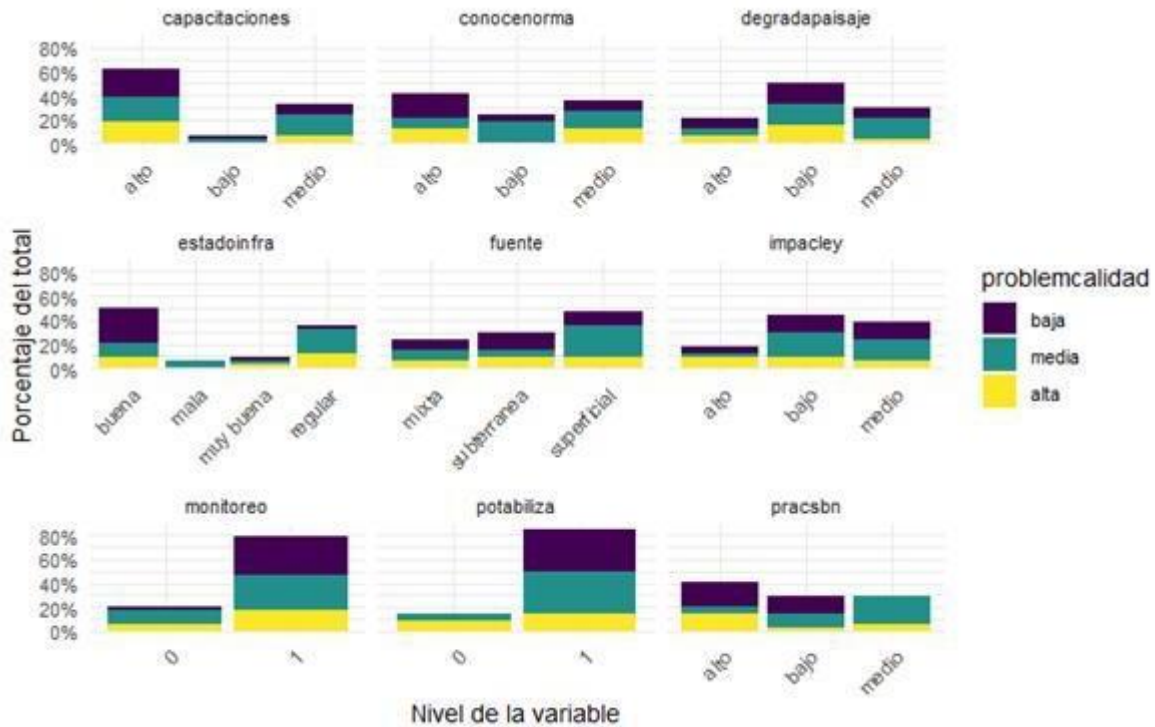 capacitaciones
conocenorma
degradapaisaje
80%
60%
40%
20%
0%
alto
bajo
medio
alto
bajo
medio
alto
bajo
medio
Porcentaje del total
estadoinfra
fuente
impacley
80%
60%
40%
20%
0%
buena
mala
muy buena
regular
mixta
subterranea
superficial
alto
bajo
medio
problemcalidad
baja
media
alta
monitoreo
potabiliza
pracsbn
80%
60%
40%
20%
0%
0
1
0
1
alto
bajo
medio
Nivel de la variable